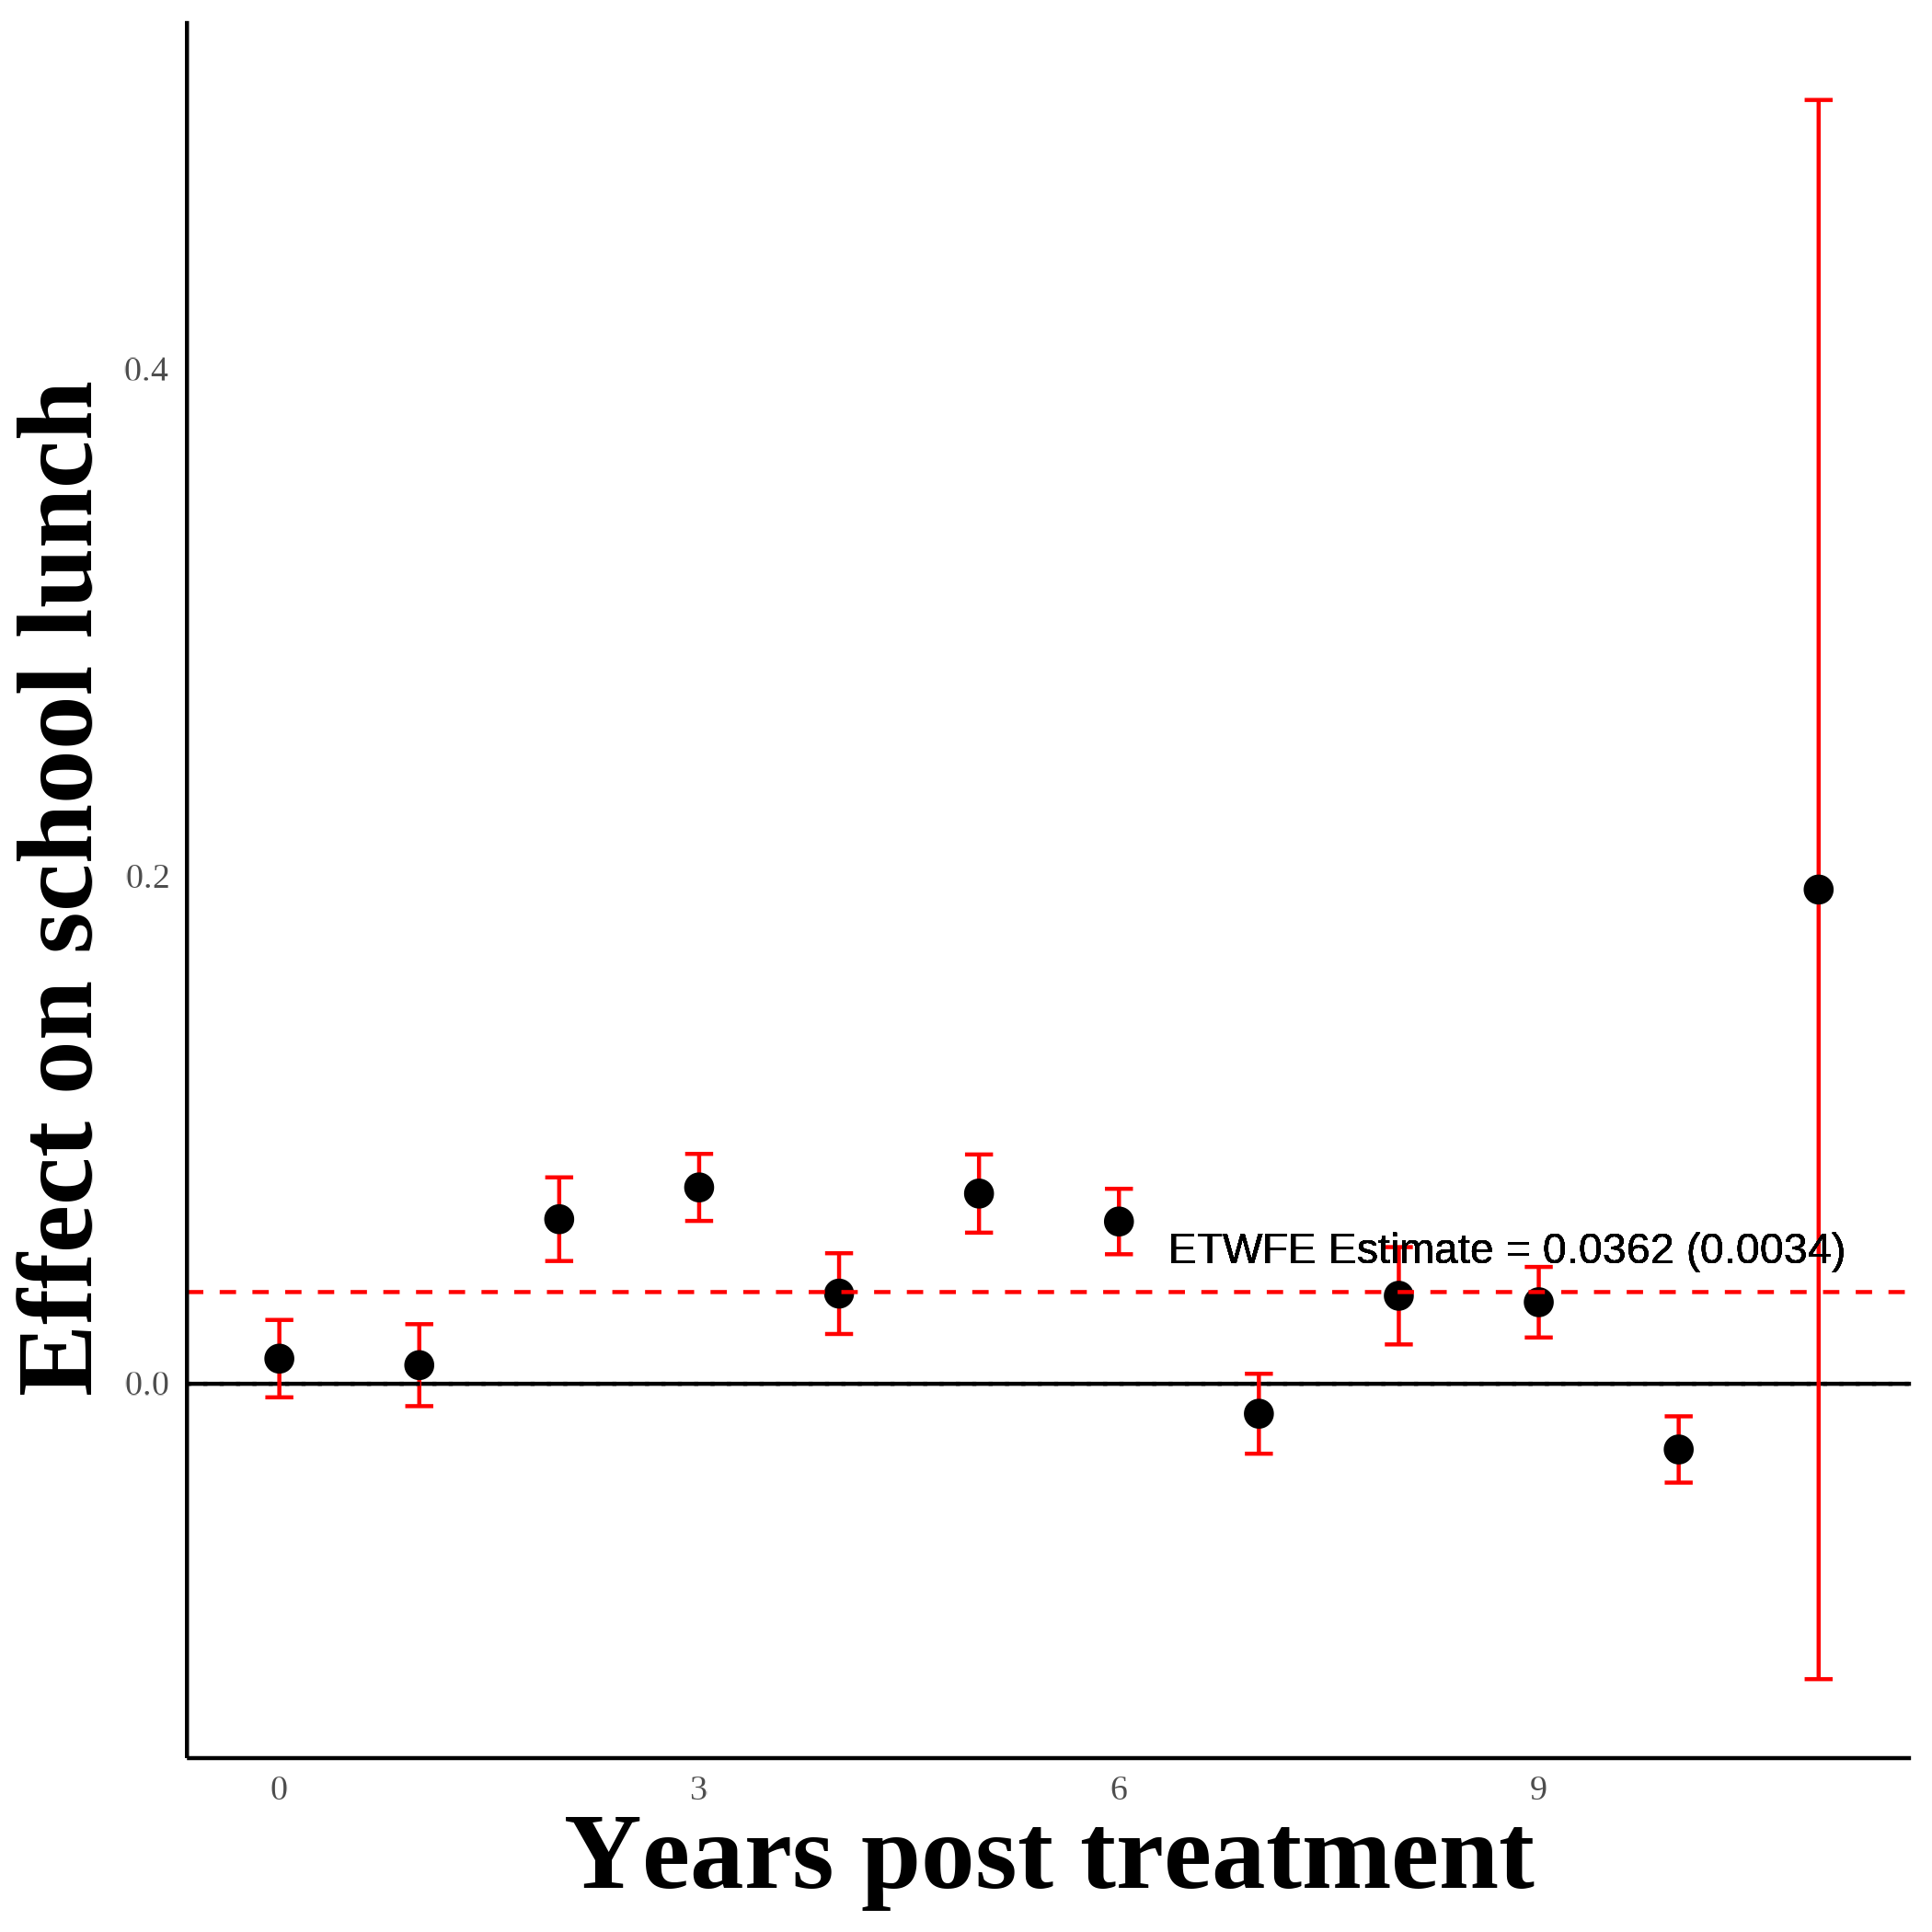 Effect on school lunch
0.4
0.2
0.0
ETWFE Estimate = 0.0362 (0.0034)
0 3 6 9
Years post treatment